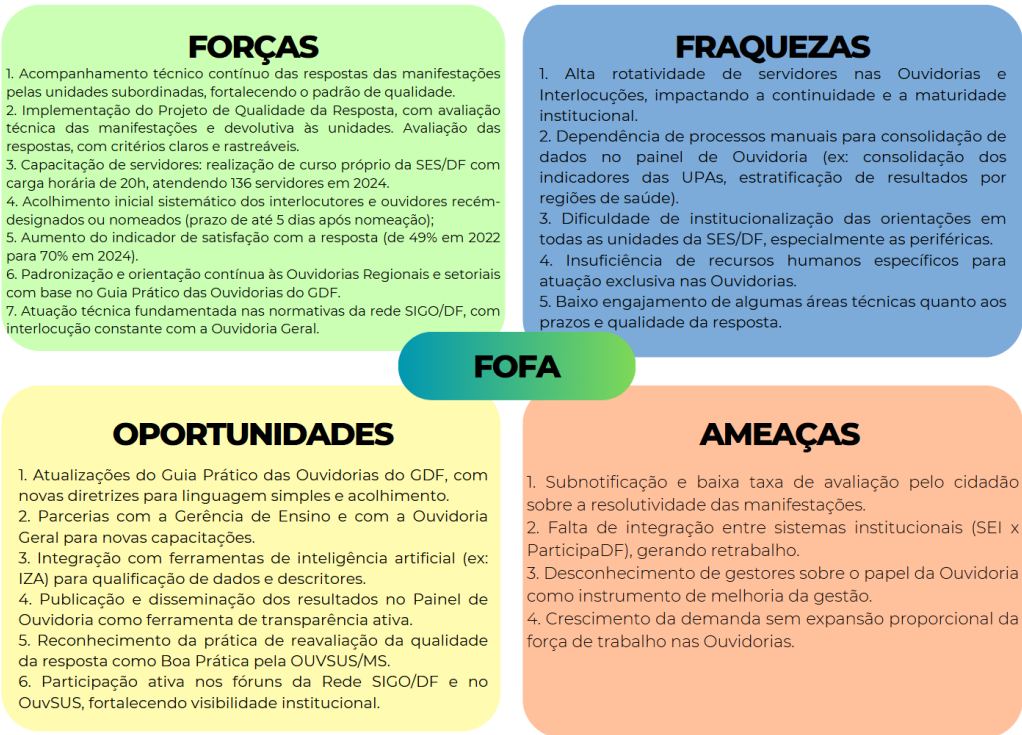 FORÇAS
1. Acompanhamento técnico contínuo das respostas das manifestações
pelas unidades subordinadas, fortalecendo o padrão de qualidade.
2. Implementação do Projeto de Qualidade da Resposta, com avaliação
técnica das manifestações e devolutiva às unidades. Avaliação das
respostas, com critérios claros e rastreáveis.
3. Capacitação de servidores: realização de curso próprio da SES/DF com
carga horária de 20h, atendendo 136 servidores em 2024.
4. Acolhimento inicial sistemático dos interlocutores e ouvidores recém-
designados ou nomeados (prazo de até 5 dias após nomeação);
5. Aumento do indicador de satisfação com a resposta (de 49% em 2022
para 70% em 2024).
6. Padronização e orientação contínua às Ouvidorias Regionais e setoriais
com base no Guia Prático das Ouvidorias do GDF.
7. Atuação técnica fundamentada nas normativas da rede SIGO/DF, com
interlocução constante com a Ouvidoria Geral.
FRAQUEZAS
1. Alta rotatividade de servidores nas Ouvidorias e
Interlocuções, impactando a continuidade e a maturidade
institucional.
2. Dependência de processos manuais para consolidação de
dados no painel de Ouvidoria (ex: consolidação dos
indicadores das UPAs, estratificação de resultados por
regiões de saúde).
3. Dificuldade de institucionalização das orientações em
todas as unidades da SES/DF, especialmente as periféricas.
4. Insuficiência de recursos humanos específicos para
atuação exclusiva nas Ouvidorias.
5. Baixo engajamento de algumas áreas técnicas quanto aos
prazos e qualidade da resposta.
FOFA
OPORTUNIDADES
1. Atualizações do Guia Prático das Ouvidorias do GDF, com
novas diretrizes para linguagem simples e acolhimento.
2. Parcerias com a Gerência de Ensino e com a Ouvidoria
Geral para novas capacitações.
3. Integração com ferramentas de inteligência artificial (ex:
IZA) para qualificação de dados e descritores.
4. Publicação e disseminação dos resultados no Painel de
Ouvidoria como ferramenta de transparência ativa.
5. Reconhecimento da prática de reavaliação da qualidade
da resposta como Boa Prática pela OUVSUS/MS.
6. Participação ativa nos fóruns da Rede SIGO/DF e no
OuvSUS, fortalecendo visibilidade institucional.
AMEAÇAS
1. Subnotificação e baixa taxa de avaliação pelo cidadão
sobre a resolutividade das manifestações.
2. Falta de integração entre sistemas institucionais (SEI x
ParticipaDF), gerando retrabalho.
3. Desconhecimento de gestores sobre o papel da Ouvidoria
como instrumento de melhoria da gestão.
4. Crescimento da demanda sem expansão proporcional da
força de trabalho nas Ouvidorias.